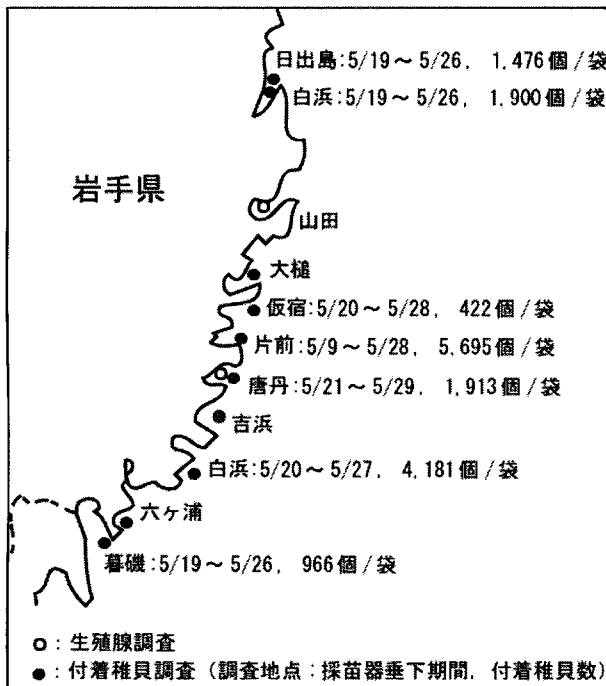 日出島:5/19～5/26, 1,476個/袋
白浜:5/19～5/26, 1,900個/袋
岩手県
山田
大槌
仮宿:5/20～5/28, 422個/袋
片前:5/9～5/28, 5,695個/袋
唐丹:5/21～5/29, 1,913個/袋
吉浜
白浜:5/20～5/27, 4,181個/袋
六ヶ浦
暮磯:5/19～5/26, 966個/袋
○:生殖腺調査
●:付着稚貝調査 (調査地点:採苗器垂下期間, 付着稚貝数)